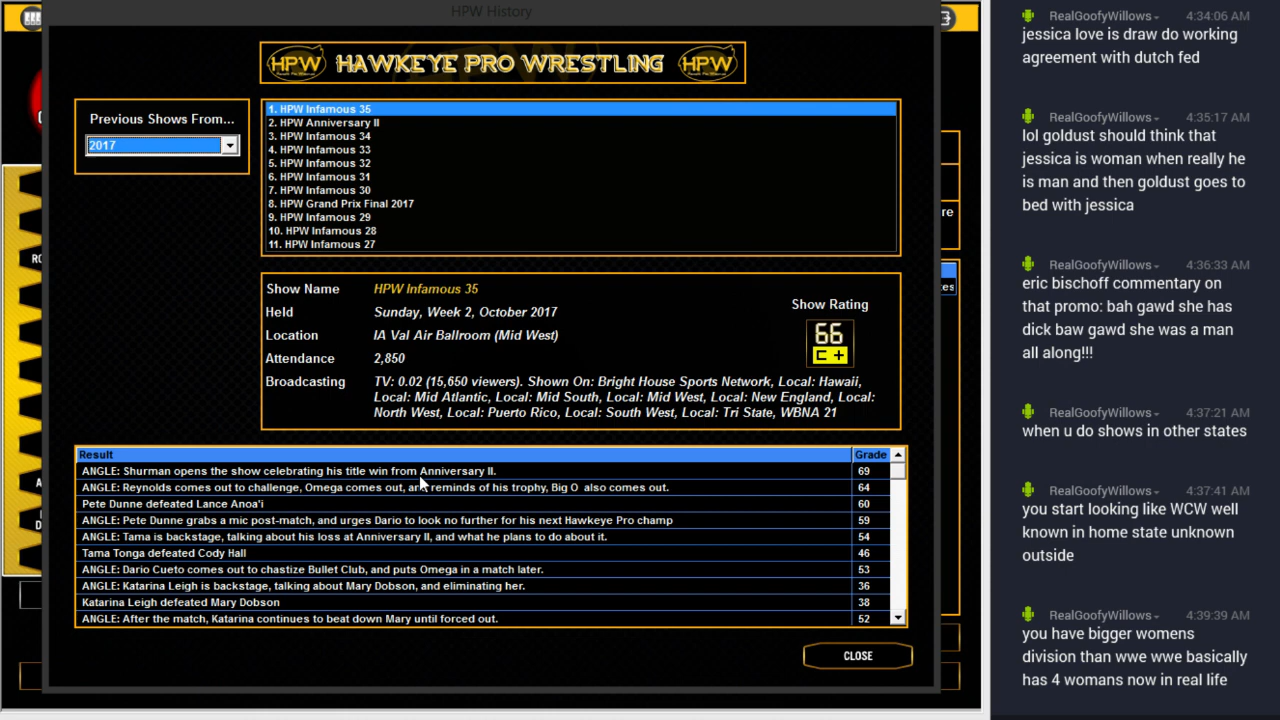 HPW History
HPW HAWKEYE PRO WRESTLING HPW
Previous Shows From...
2017
1. HPW Infamous 35
2. HPW Anniversary II
3. HPW Infamous 34
4. HPW Infamous 33
5. HPW Infamous 32
6. HPW Infamous 31
7. HPW Infamous 30
8. HPW Grand Prix Final 2017
9. HPW Infamous 29
10. HPW Infamous 28
11. HPW Infamous 27
Show Name HPW Infamous 35
Held Sunday, Week 2, October 2017
Location IA Val Air Ballroom (Mid West)
Attendance 2,850
Broadcasting TV: 0.02 (15,650 viewers). Shown On: Bright House Sports Network, Local: Hawaii,
Local: Mid Atlantic, Local: Mid South, Local: Mid West, Local: New England, Local:
North West, Local: Puerto Rico, Local: South West, Local: Tri State, WBNA 21
Show Rating
66
C +
Result Grade
ANGLE: Shurman opens the show celebrating his title win from Anniversary II. 69
ANGLE: Reynolds comes out to challenge, Omega comes out, and reminds of his trophy, Big O also comes out. 64
Pete Dunne defeated Lance Anoa'i 60
ANGLE: Pete Dunne grabs a mic post-match, and urges Dario to look no further for his next Hawkeye Pro champ 59
ANGLE: Tama is backstage, talking about his loss at Anniversary II, and what he plans to do about it. 54
Tama Tonga defeated Cody Hall 46
ANGLE: Dario Cueto comes out to chastize Bullet Club, and puts Omega in a match later. 53
ANGLE: Katarina Leigh is backstage, talking about Mary Dobson, and eliminating her. 36
Katarina Leigh defeated Mary Dobson 38
ANGLE: After the match, Katarina continues to beat down Mary until forced out. 52
CLOSE
RealGoofyWillows 4:34:06 AM
jessica love is draw do working
agreement with dutch fed
RealGoofyWillows 4:35:17 AM
lol goldust should think that
jessica is woman when really he
is man and then goldust goes to
bed with jessica
RealGoofyWillows 4:36:33 AM
eric bischoff commentary on
that promo: bah gawd she has
dick baw gawd she was a man
all along!!!
RealGoofyWillows 4:37:21 AM
when u do shows in other states
RealGoofyWillows 4:37:41 AM
you start looking like WCW well
known in home state unknown
outside
RealGoofyWillows 4:39:39 AM
you have bigger womens
division than wwe wwe basically
has 4 womans now in real life